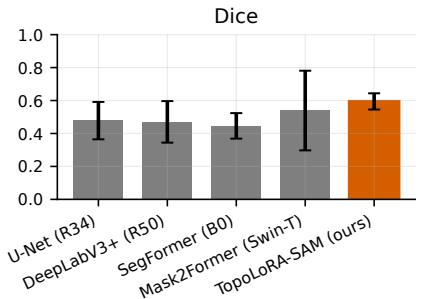 Dice
1.0
0.8
0.6
0.4
0.2
0.0
U-Net (R34)
DeepLabV3+ (R50)
SegFormer (B0)
Mask2Former (Swin-T)
TopoLoRA-SAM (ours)